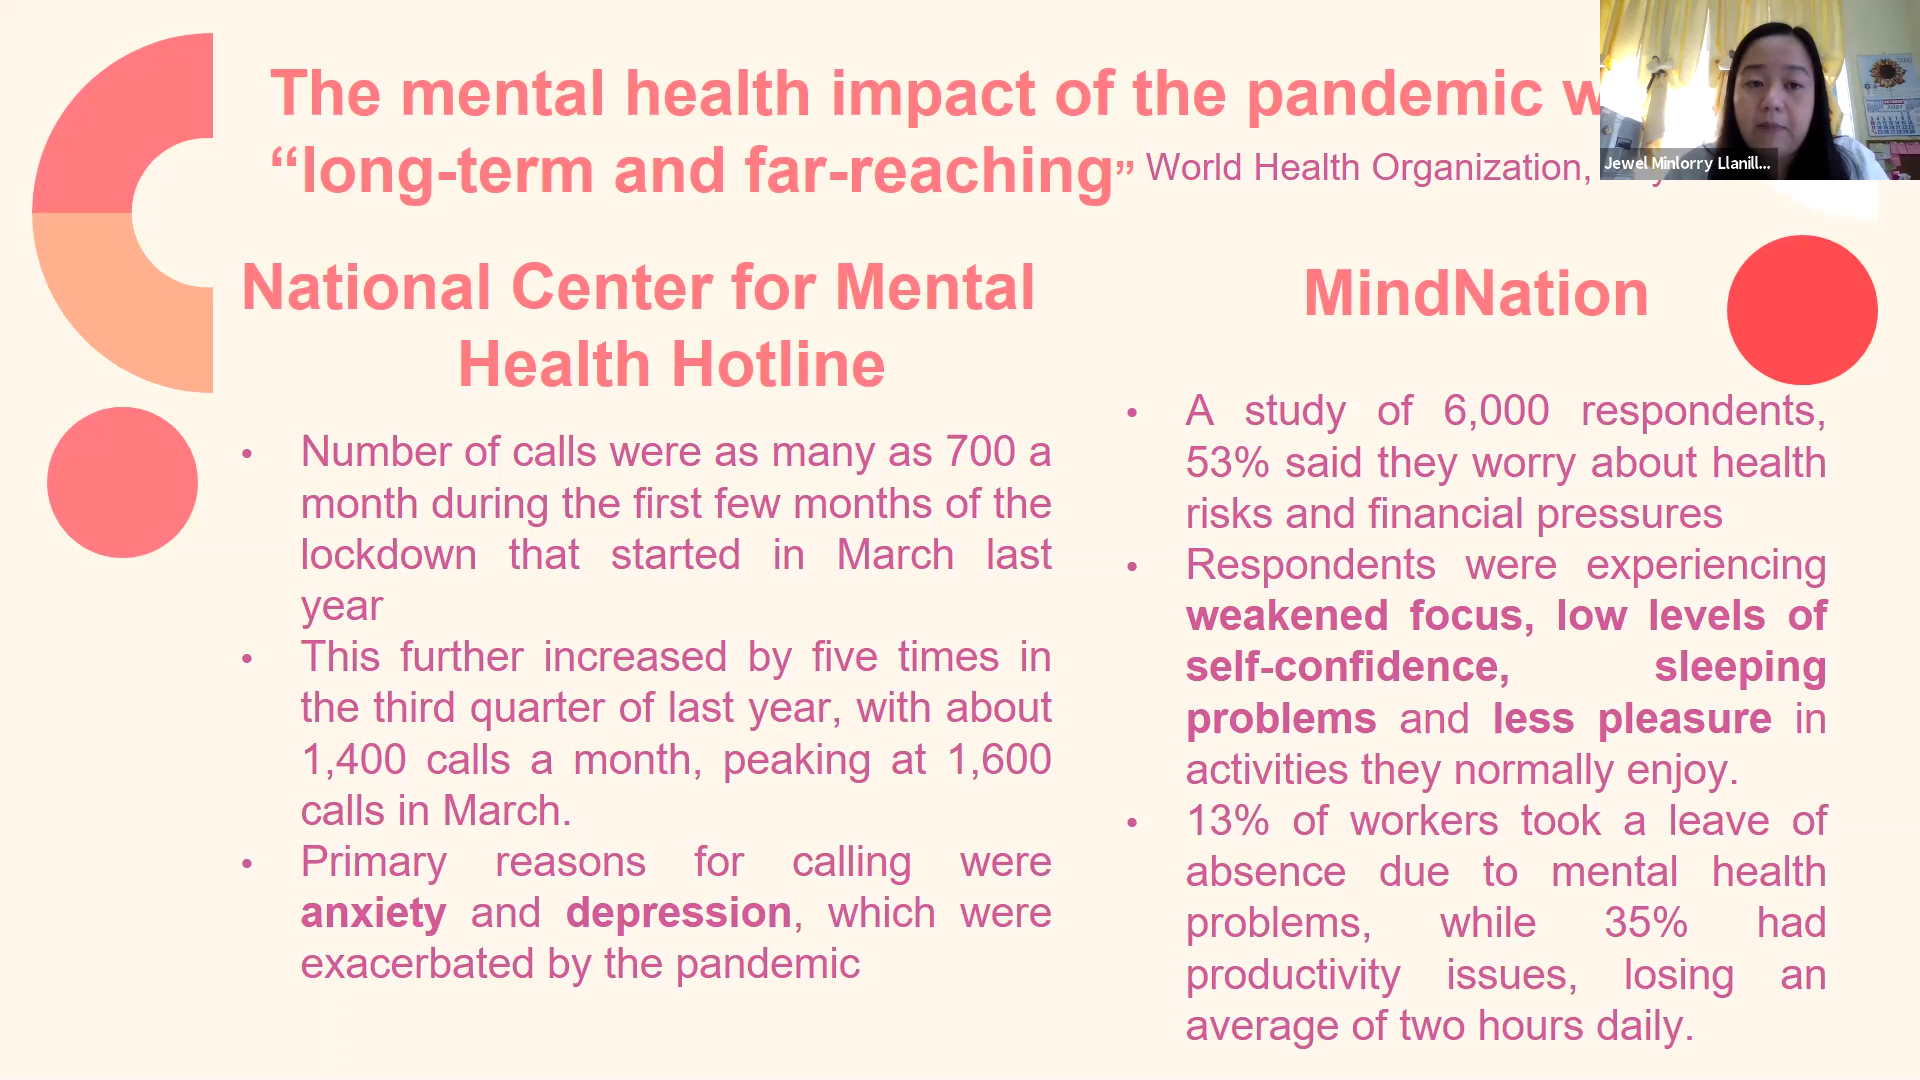 The mental health impact of the pandemic
“long-term and far-reaching” World Health Organization,
Jewel Minlorry Llanill...
National Center for Mental
Health Hotline
• Number of calls were as many as 700 a
month during the first few months of the
lockdown that started in March last
year
• This further increased by five times in
the third quarter of last year, with about
1,400 calls a month, peaking at 1,600
calls in March.
• Primary reasons for calling were
anxiety and depression, which were
exacerbated by the pandemic
MindNation
• A study of 6,000 respondents,
53% said they worry about health
risks and financial pressures
• Respondents were experiencing
weakened focus, low levels of
self-confidence, sleeping
problems and less pleasure in
activities they normally enjoy.
• 13% of workers took a leave of
absence due to mental health
problems, while 35% had
productivity issues, losing an
average of two hours daily.